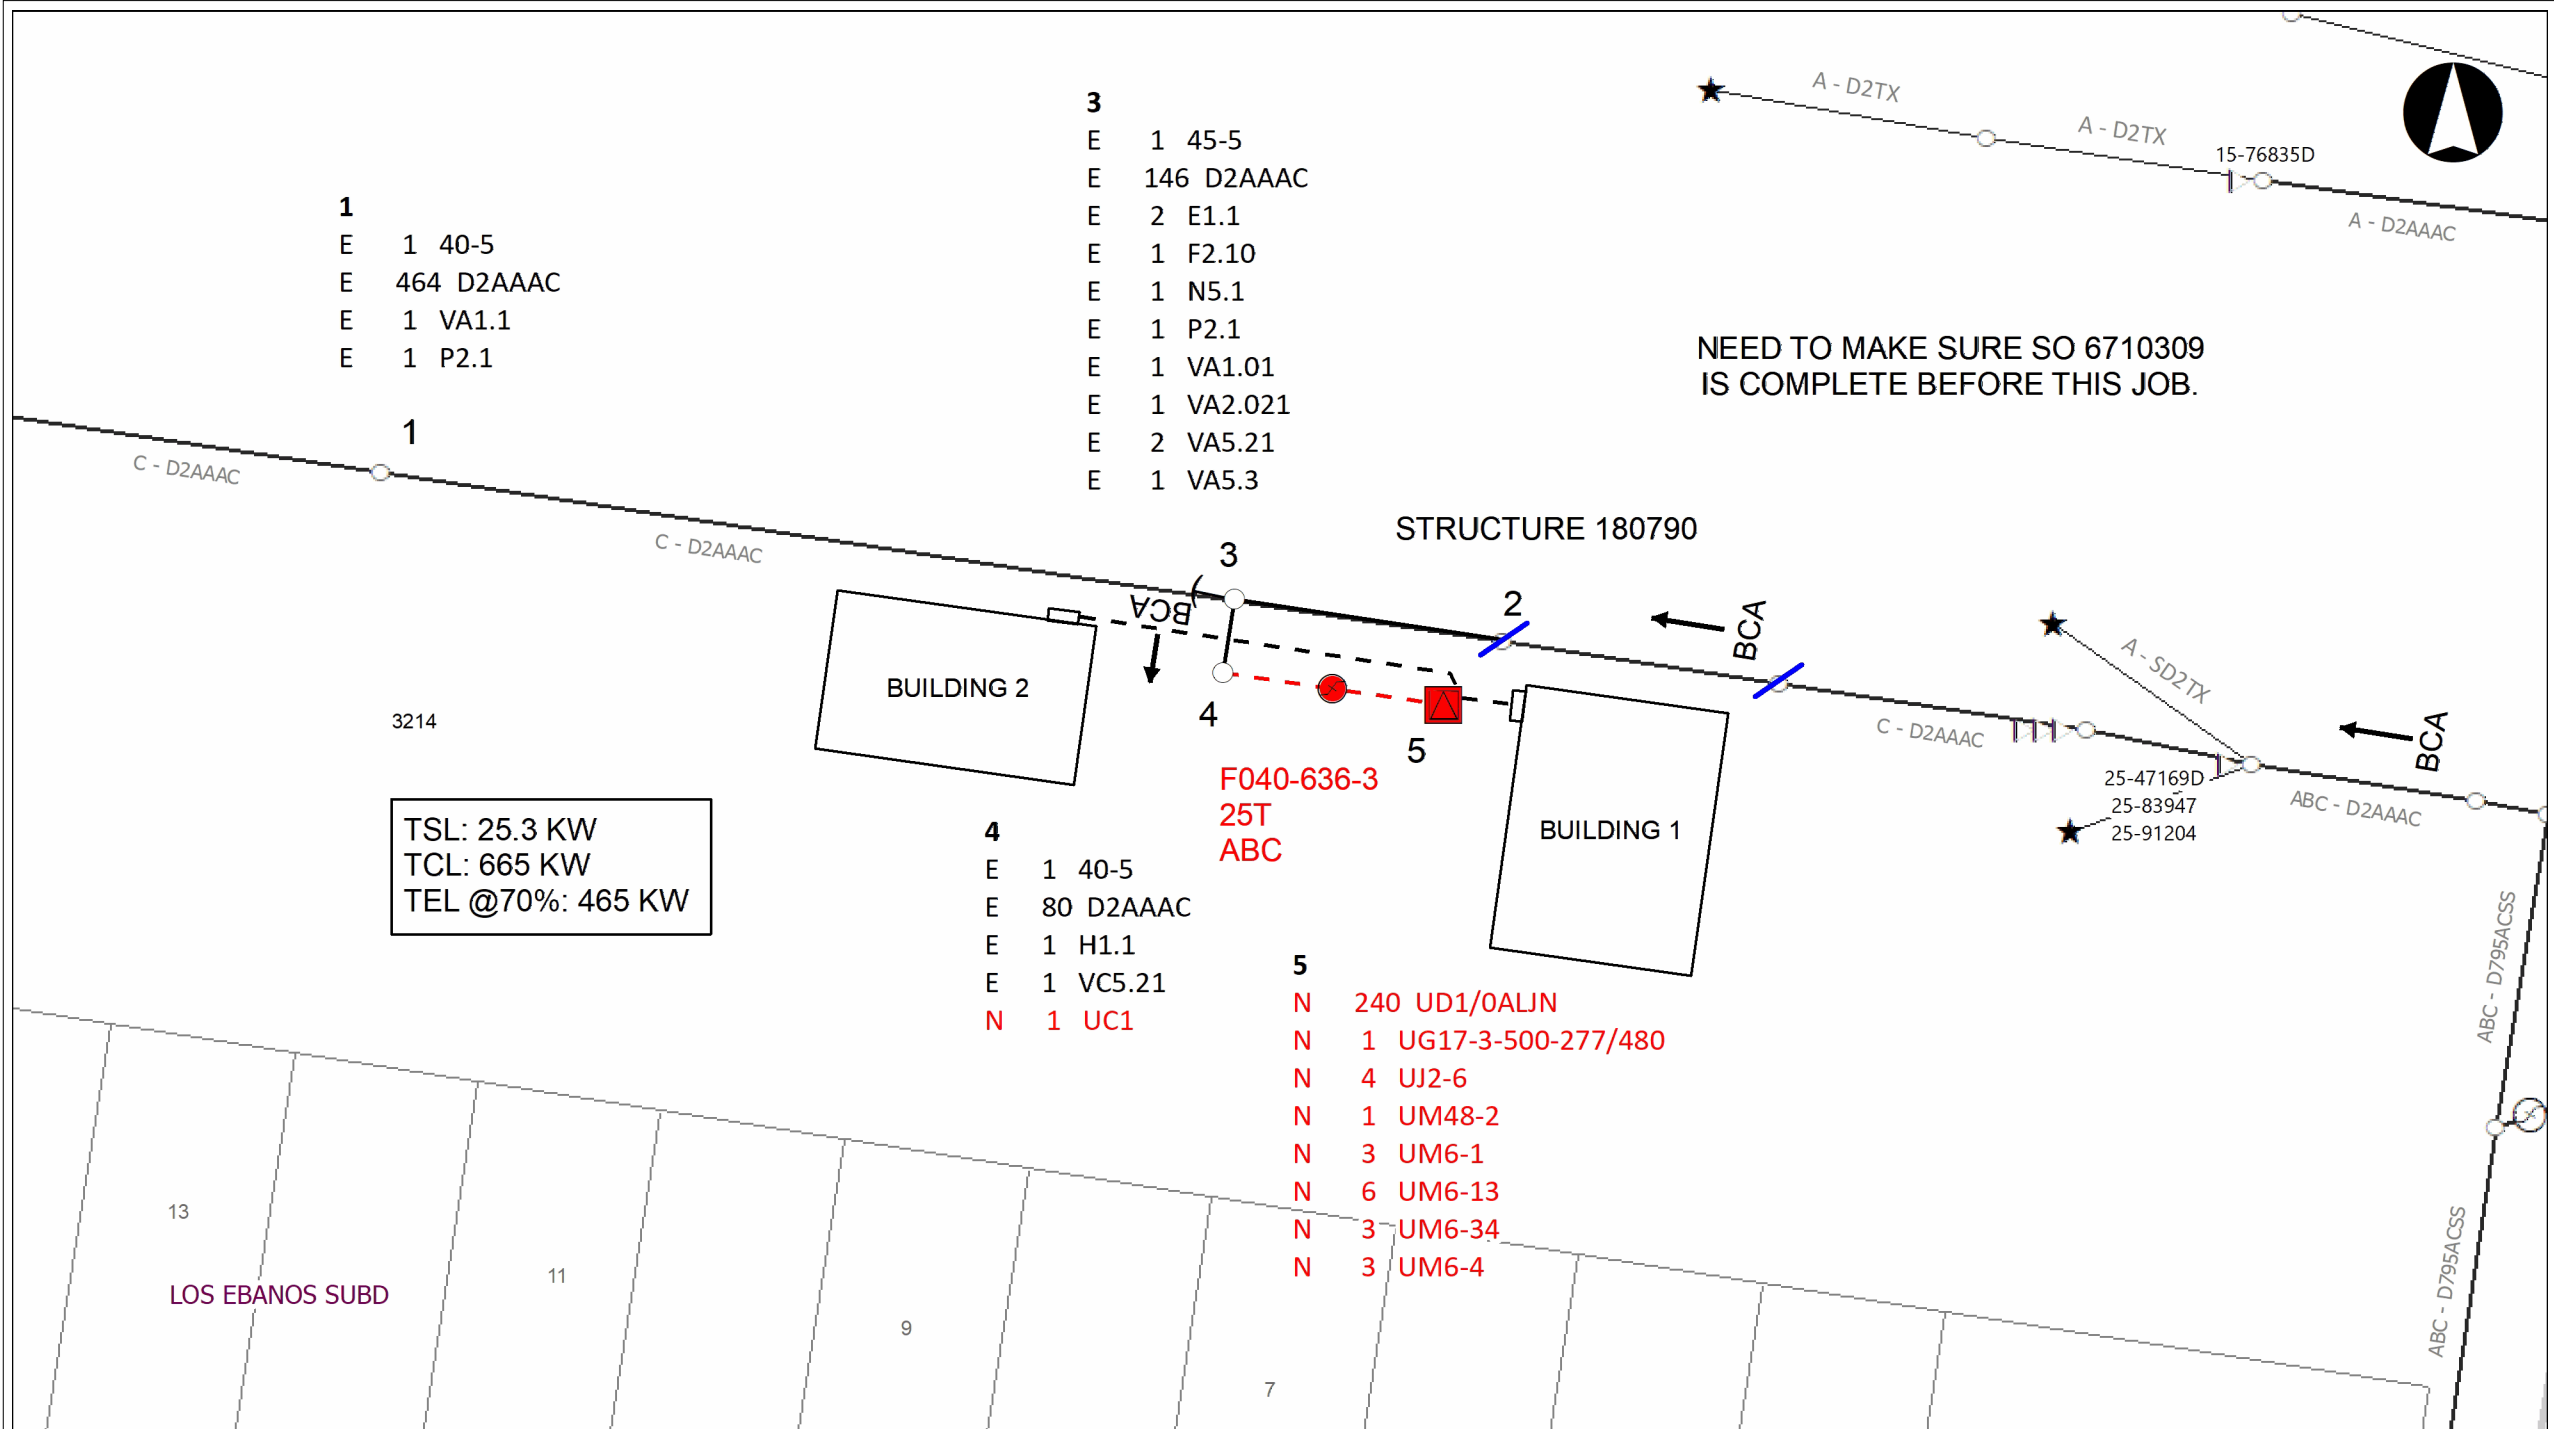 A - D2TX
A - D2TX
15-76835D
A - D2AAAC
3
E 1 45-5
E 146 D2AAAC
E 2 E1.1
E 1 F2.10
E 1 N5.1
E 1 P2.1
E 1 VA1.01
E 1 VA2.021
E 2 VA5.21
E 1 VA5.3
1
E 1 40-5
E 464 D2AAAC
E 1 VA1.1
E 1 P2.1
NEED TO MAKE SURE SO 6710309
IS COMPLETE BEFORE THIS JOB.
1
C - D2AAAC
C - D2AAAC
STRUCTURE 180790
3
2
BCA
BCA
A - SD2TX
BUILDING 2
4
5
C - D2AAAC
BCA
3214
25-47169D
25-83947
25-91204
ABC - D2AAAC
F040-636-3
25T
ABC
BUILDING 1
TSL: 25.3 KW
TCL: 665 KW
TEL @70%: 465 KW
4
E 1 40-5
E 80 D2AAAC
E 1 H1.1
E 1 VC5.21
N 1 UC1
5
N 240 UD1/0ALJN
N 1 UG17-3-500-277/480
N 4 UJ2-6
N 1 UM48-2
N 3 UM6-1
N 6 UM6-13
N 3 UM6-34
N 3 UM6-4
ABC - D795ACSS
ABC - D795ACSS
13
11
9
7
LOS EBANOS SUBD